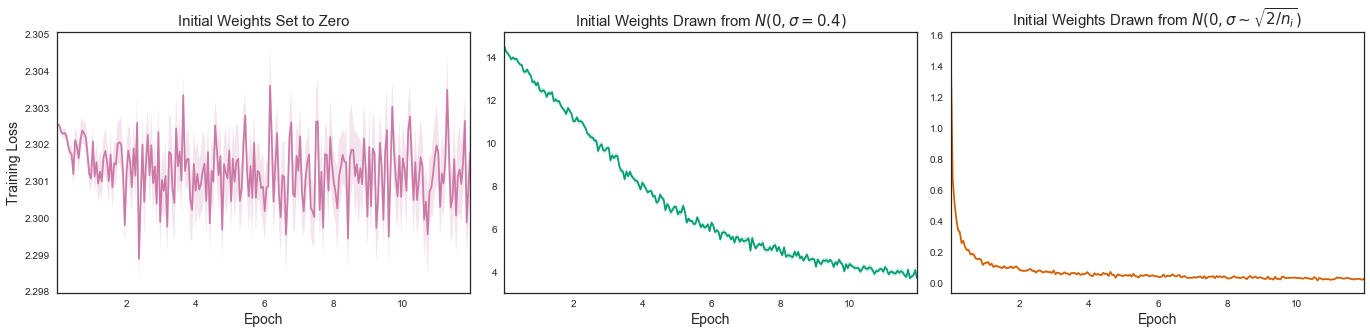 Initial Weights Set to Zero
Training Loss
2.305
2.304
2.303
2.302
2.301
2.300
2.299
2.298
2 4 6 8 10
Epoch
Initial Weights Drawn from N(0, σ = 0.4)
14
12
10
8
6
4
2 4 6 8 10
Epoch
Initial Weights Drawn from N(0, σ ∼ √2/nᵢ)
1.6
1.4
1.2
1.0
0.8
0.6
0.4
0.2
0.0
2 4 6 8 10
Epoch